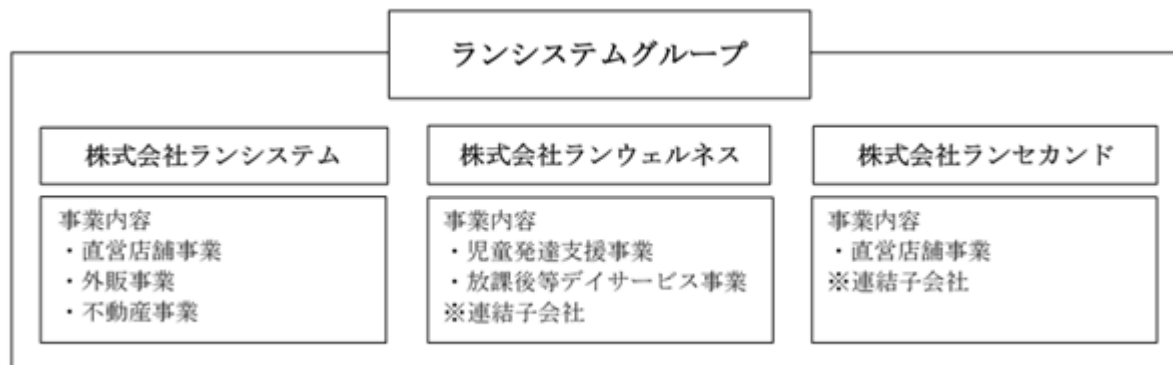 ランシステムグループ
株式会社ランシステム
事業内容
・直営店舗事業
・外販事業
・不動産事業
株式会社ランウェルネス
事業内容
・児童発達支援事業
・放課後等デイサービス事業
※連結子会社
株式会社ランセカンド
事業内容
・直営店舗事業
※連結子会社